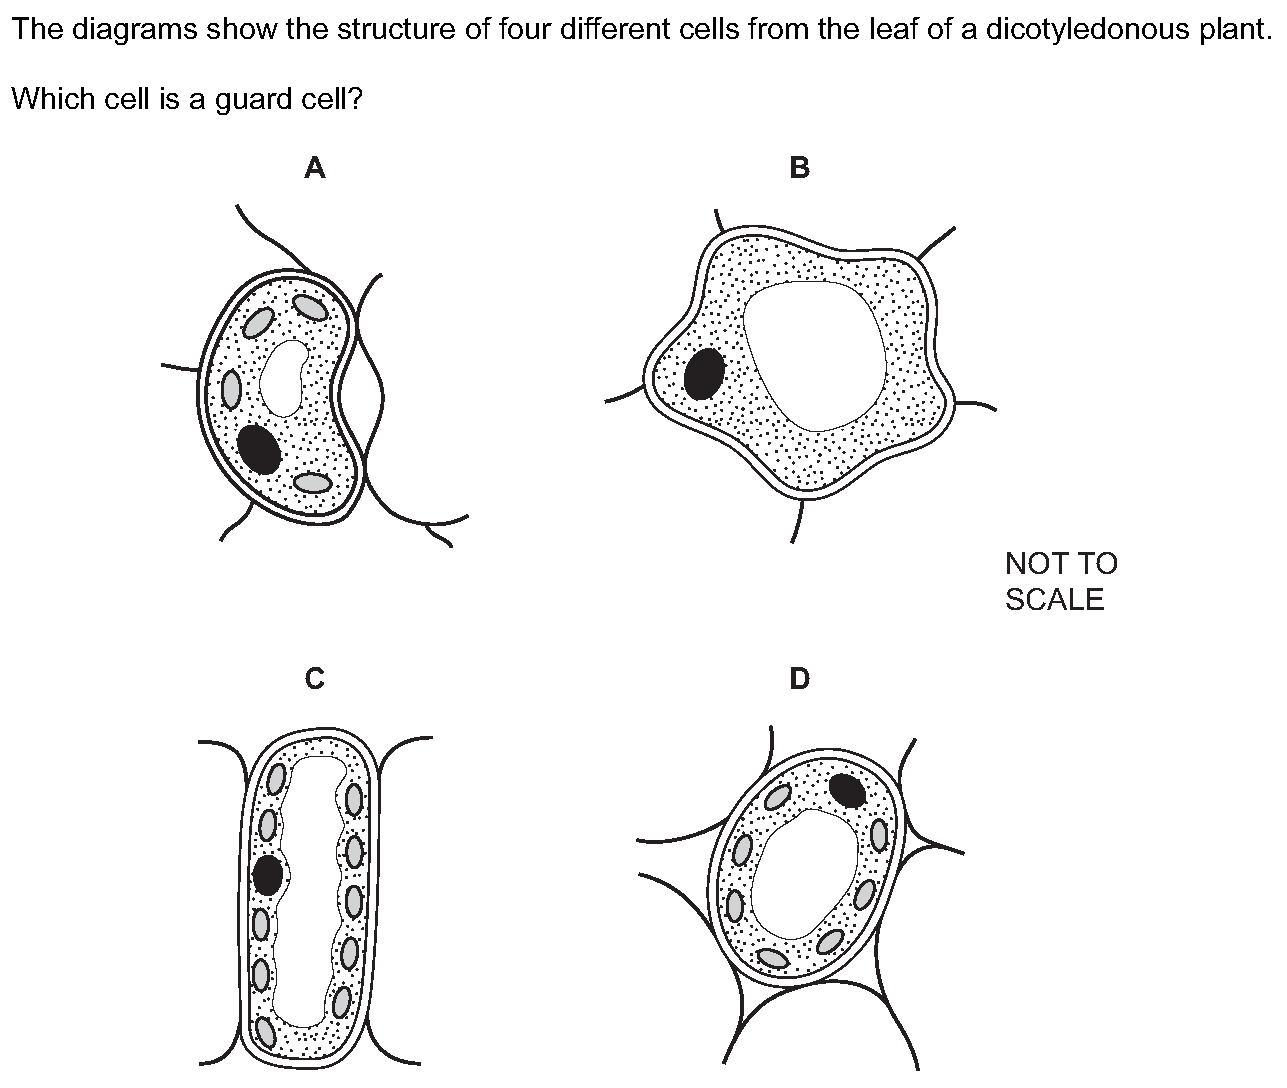 The diagrams show the structure of four different cells from the leaf of a dicotyledonous plant.
Which cell is a guard cell?
A
B
NOT TO
SCALE
C
D